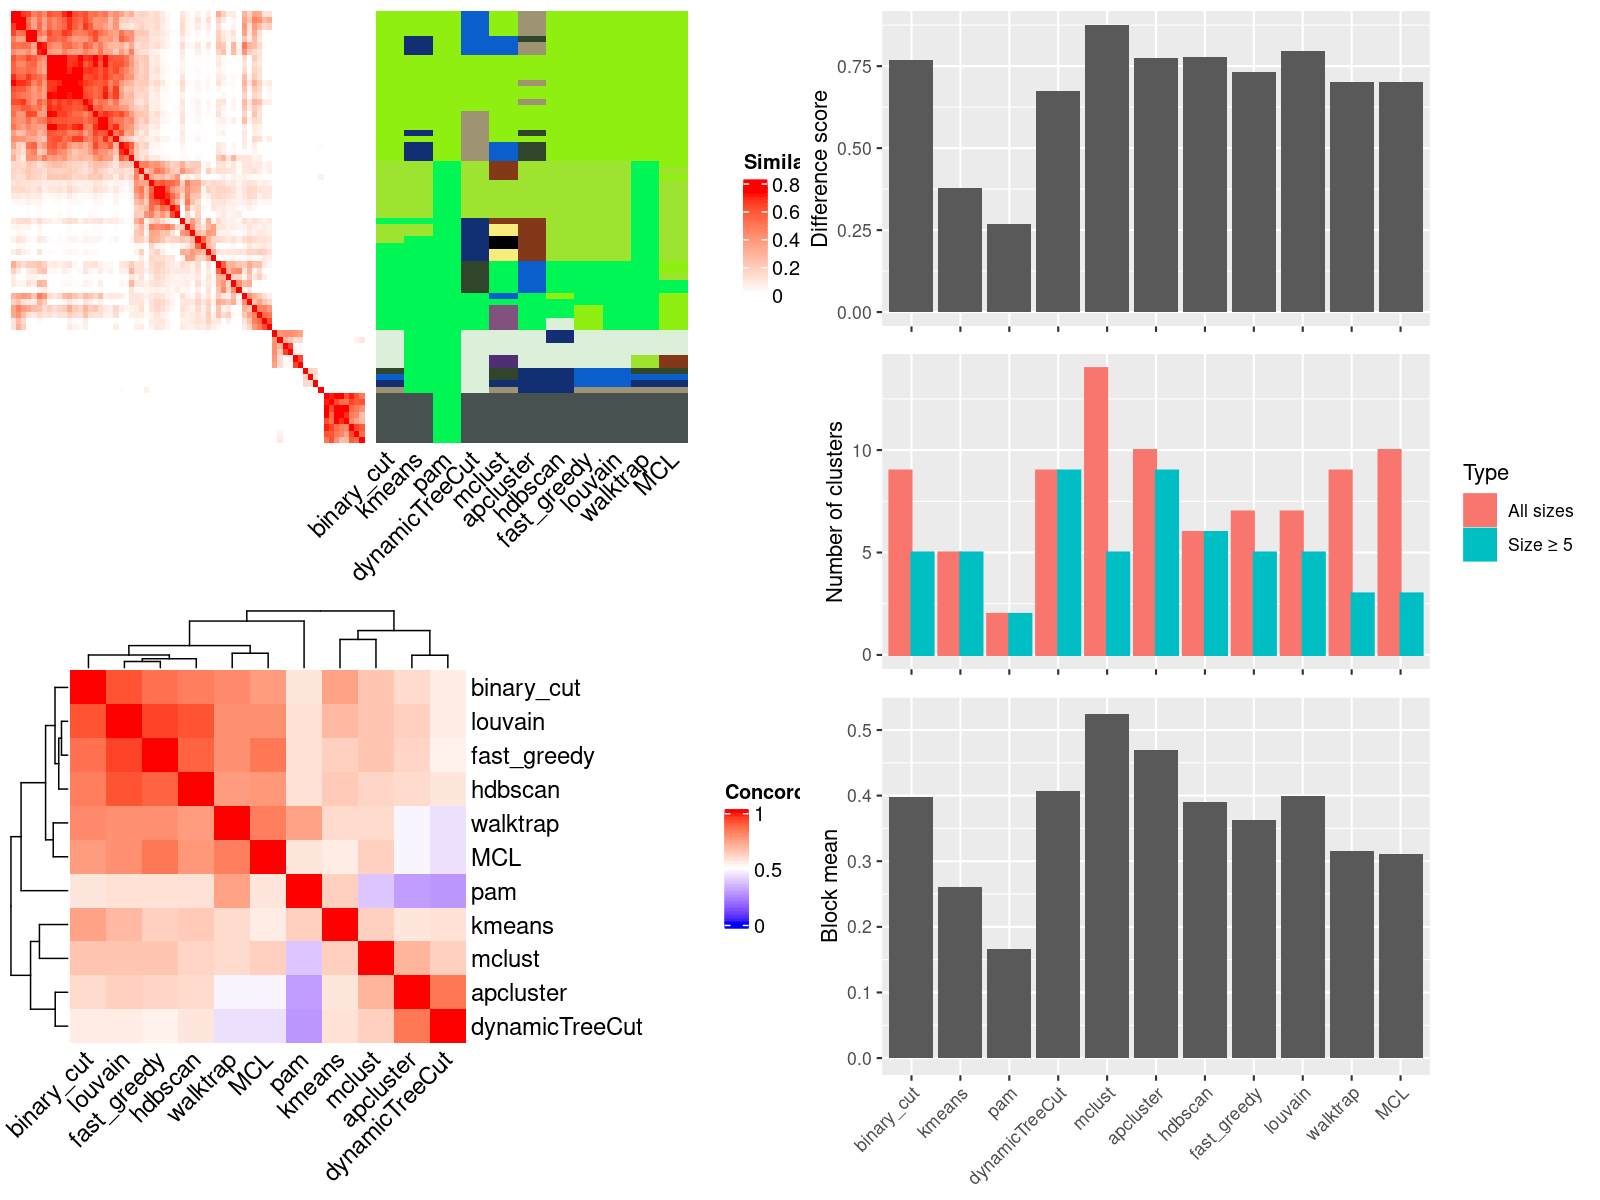 Simila
0.8
0.6
0.4
0.2
0
binary_cut
kmeans
pam
dynamicTreeCut
mclust
apcluster
hdbscan
fast_greedy
louvain
walktrap
MCL
Difference score
0.75
0.50
0.25
0.00
Number of clusters
10
5
0
Type
All sizes
Size ≥ 5
binary_cut
louvain
fast_greedy
hdbscan
walktrap
MCL
pam
kmeans
mclust
apcluster
dynamicTreeCut
binary_cut
louvain
fast_greedy
hdbscan
walktrap
MCL
pam
kmeans
mclust
apcluster
dynamicTreeCut
Concord
1
0.5
0
Block mean
0.5
0.4
0.3
0.2
0.1
0.0
binary_cut
kmeans
pam
dynamicTreeCut
mclust
apcluster
hdbscan
fast_greedy
louvain
walktrap
MCL